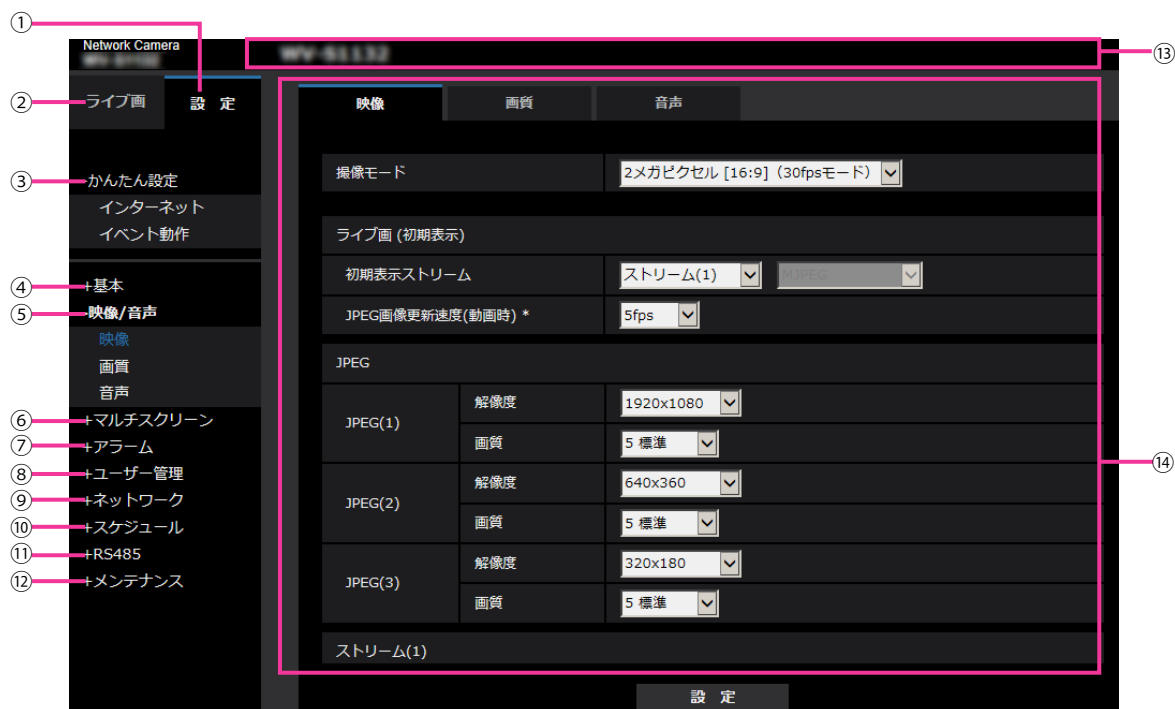 ①
Network Camera
WV-S1132
⑬
②
ライブ画
設 定
映像
画質
音声
③
-かんたん設定
インターネット
イベント動作
④
+基本
⑤
-映像/音声
映像
画質
音声
⑥
+マルチスクリーン
⑦
+アラーム
⑧
+ユーザー管理
⑨
+ネットワーク
⑩
+スケジュール
⑪
+RS485
⑫
+メンテナンス
撮像モード
2メガピクセル [16:9]（30fpsモード）
ライブ画 (初期表示)
初期表示ストリーム
ストリーム(1)
MJPEG
JPEG画像更新速度(動画時) *
5fps
JPEG
JPEG(1)
解像度
1920x1080
画質
5 標準
JPEG(2)
解像度
640x360
画質
5 標準
⑭
JPEG(3)
解像度
320x180
画質
5 標準
ストリーム(1)
設 定